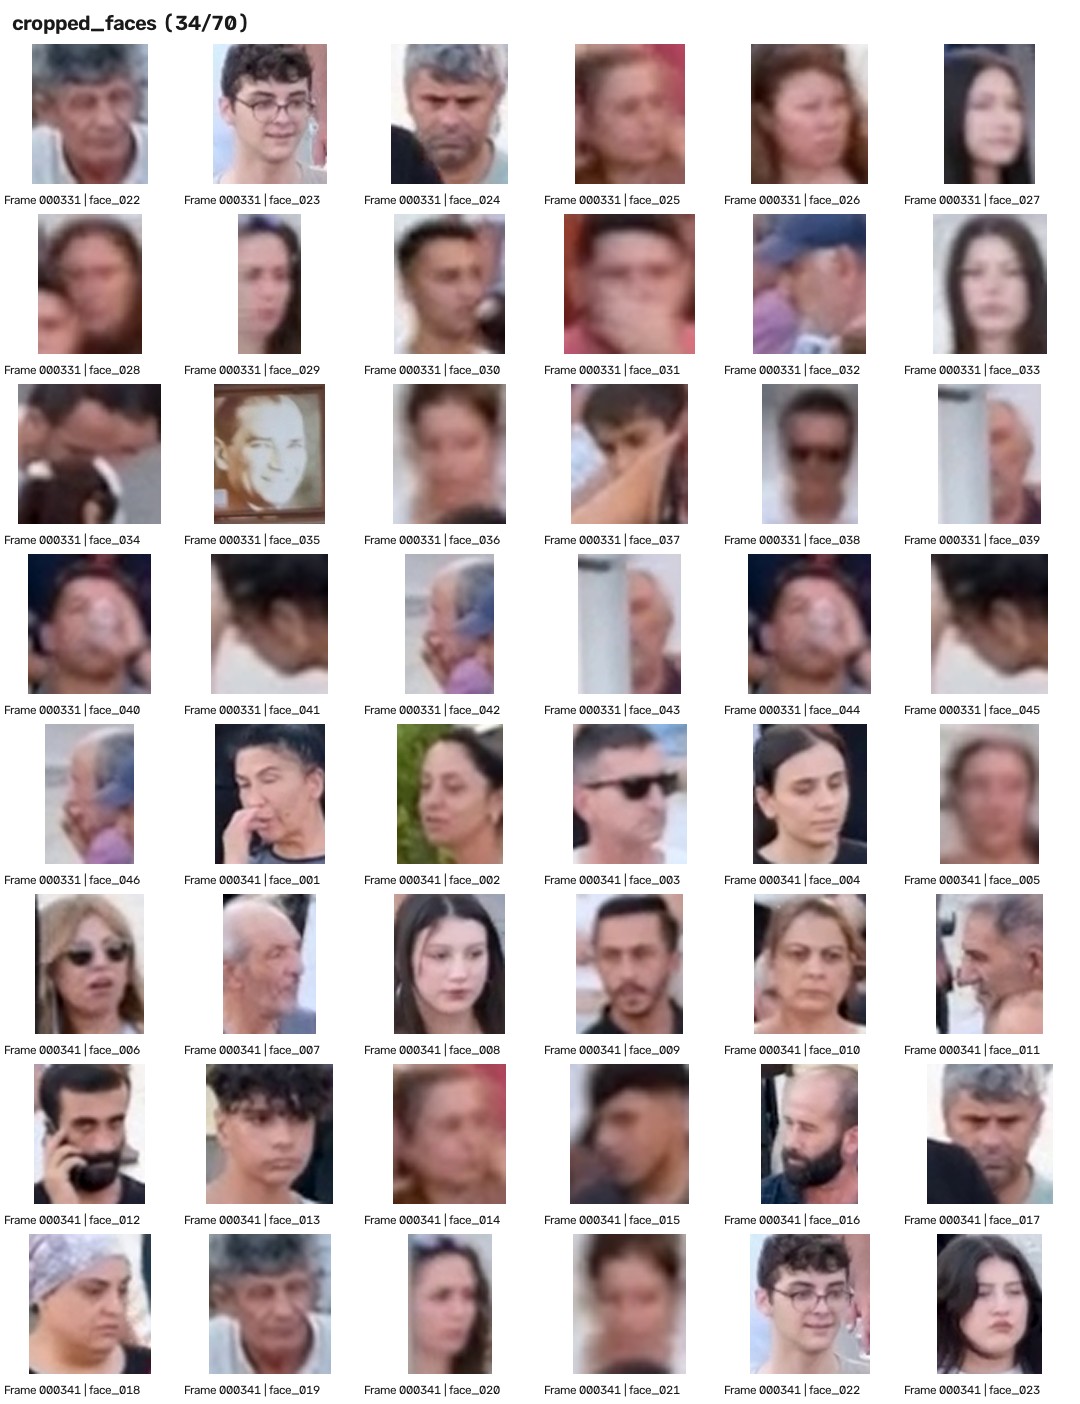 cropped_faces (34/70)
Frame 000331 | face_022
Frame 000331 | face_023
Frame 000331 | face_024
Frame 000331 | face_025
Frame 000331 | face_026
Frame 000331 | face_027
Frame 000331 | face_028
Frame 000331 | face_029
Frame 000331 | face_030
Frame 000331 | face_031
Frame 000331 | face_032
Frame 000331 | face_033
Frame 000331 | face_034
Frame 000331 | face_035
Frame 000331 | face_036
Frame 000331 | face_037
Frame 000331 | face_038
Frame 000331 | face_039
Frame 000331 | face_040
Frame 000331 | face_041
Frame 000331 | face_042
Frame 000331 | face_043
Frame 000331 | face_044
Frame 000331 | face_045
Frame 000331 | face_046
Frame 000341 | face_001
Frame 000341 | face_002
Frame 000341 | face_003
Frame 000341 | face_004
Frame 000341 | face_005
Frame 000341 | face_006
Frame 000341 | face_007
Frame 000341 | face_008
Frame 000341 | face_009
Frame 000341 | face_010
Frame 000341 | face_011
Frame 000341 | face_012
Frame 000341 | face_013
Frame 000341 | face_014
Frame 000341 | face_015
Frame 000341 | face_016
Frame 000341 | face_017
Frame 000341 | face_018
Frame 000341 | face_019
Frame 000341 | face_020
Frame 000341 | face_021
Frame 000341 | face_022
Frame 000341 | face_023